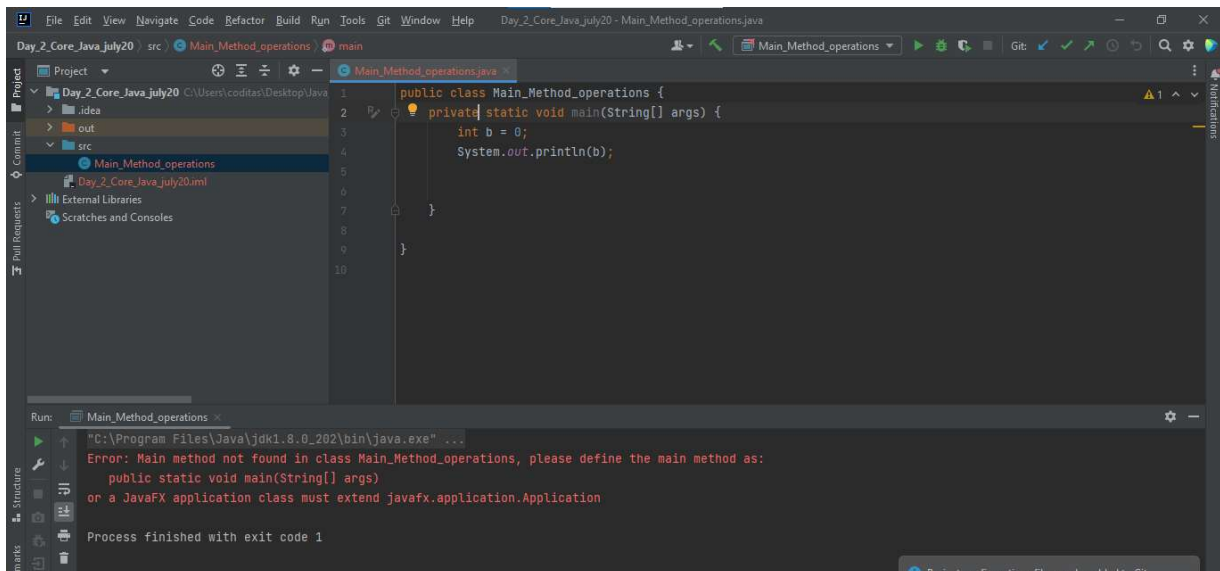 File Edit View Navigate Code Refactor Build Run Tools Git Window Help Day_2_Core_Java_july20 - Main_Method_operations.java
Day_2_Core_Java_july20 src Main_Method_operations main
Main_Method_operations
Git:
Project
Main_Method_operations.java
Day_2_Core_Java_july20 C:\Users\coditas\Desktop\Java
.idea
out
src
Main_Method_operations
Day_2_Core_Java_july20.iml
External Libraries
Scratches and Consoles
1 public class Main_Method_operations {
2 private static void main(String[] args) {
3 int b = 0;
4 System.out.println(b);
5
6
7 }
8
9 }
10
1
Project
Commit
Pull Requests
Structure
Notifications
Run: Main_Method_operations
"C:\Program Files\Java\jdk1.8.0_202\bin\java.exe" ...
Error: Main method not found in class Main_Method_operations, please define the main method as:
public static void main(String[] args)
or a JavaFX application class must extend javafx.application.Application
Process finished with exit code 1